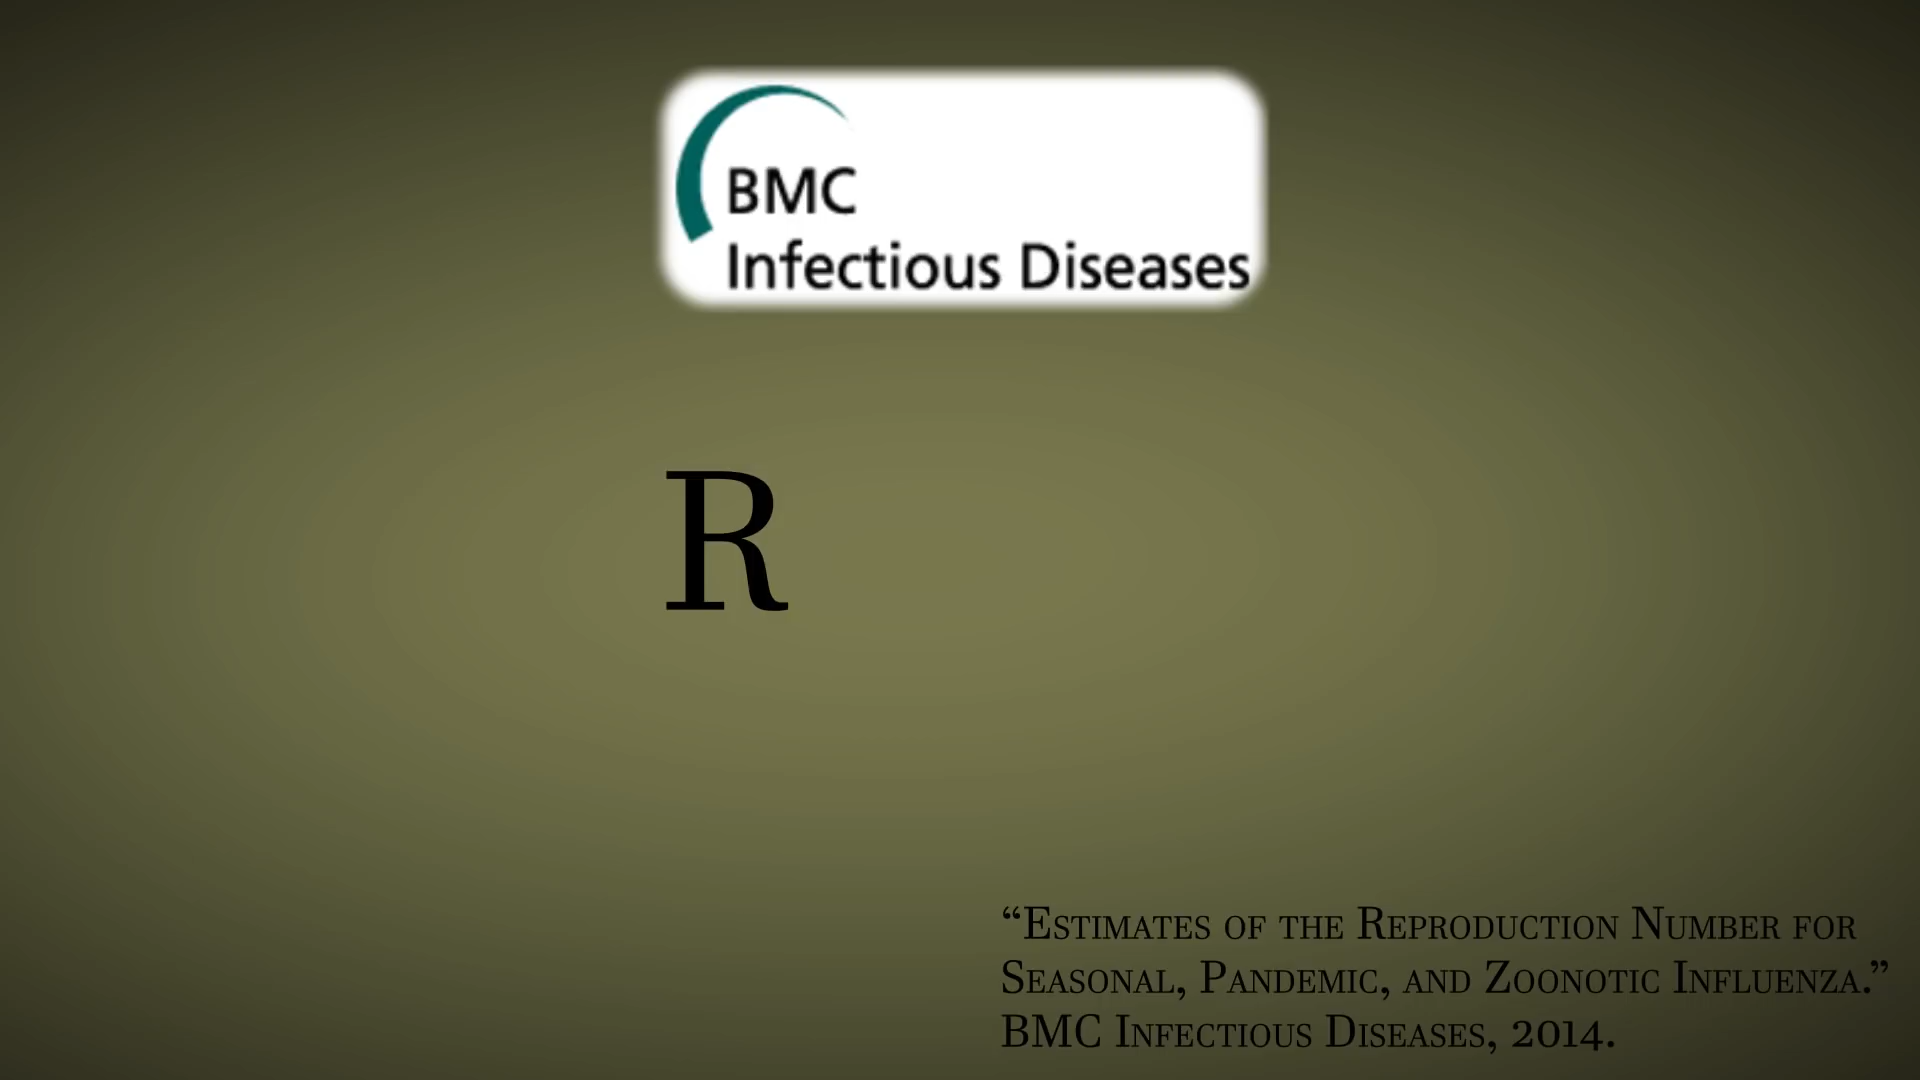 BMC
Infectious Diseases
R
“Estimates of the Reproduction Number for
Seasonal, Pandemic, and Zoonotic Influenza.”
BMC Infectious Diseases, 2014.